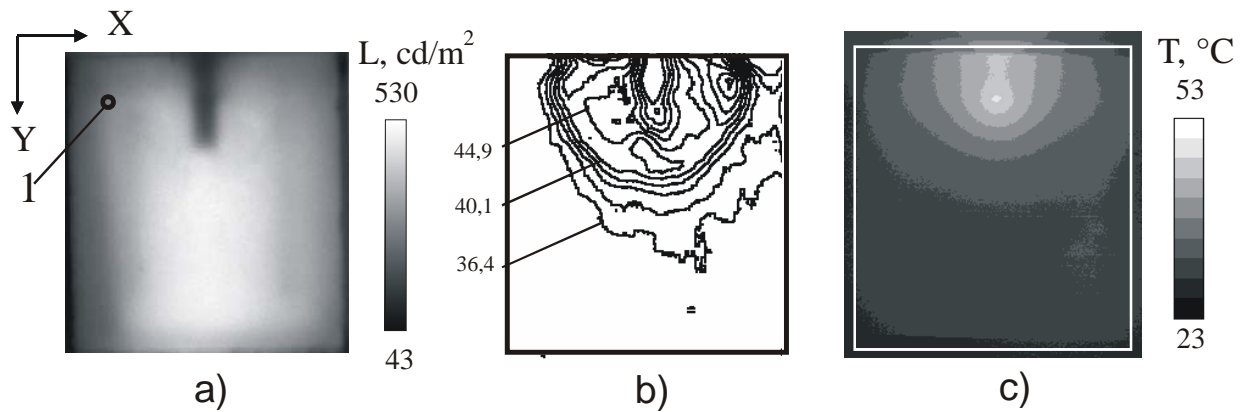 X
Y
1
L, cd/m²
530
43
a)
44,9
40,1
36,4
b)
T, °C
53
23
c)